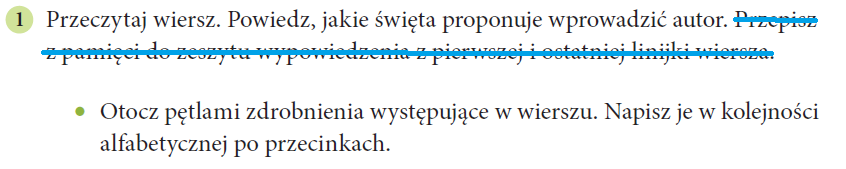 1 Przeczytaj wiersz. Powiedz, jakie święta proponuje wprowadzić autor. Przepisz
z pamięci do zeszytu wypowiedzenia z pierwszej i ostatniej linijki wiersza.
• Otocz pętlami zdrobnienia występujące w wierszu. Napisz je w kolejności
alfabetycznej po przecinkach.